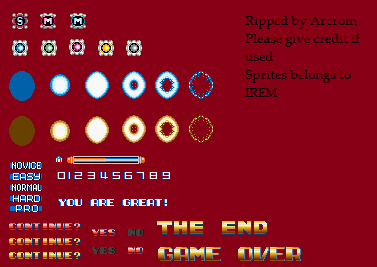 S M M
Ripped by Arcrom
Please give credit if
used
Sprites belongs to
IREM
NOVICE
EASY
NORMAL
HARD
PRO
0123456789
YOU ARE GREAT!
CONTINUE? YES NO THE END
CONTINUE?
CONTINUE? YES NO GAME OVER